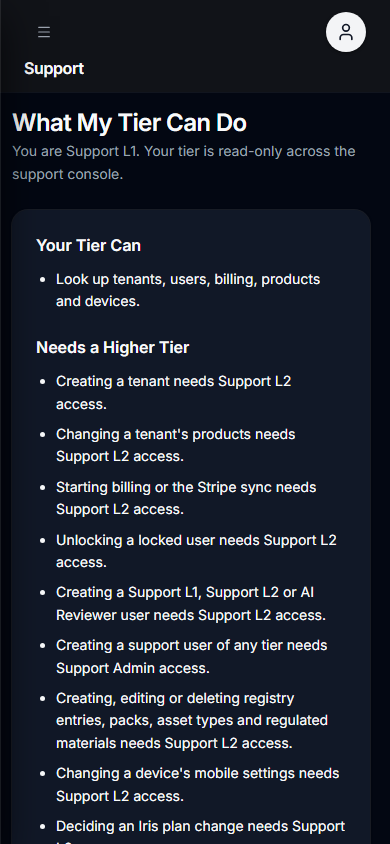 Support
What My Tier Can Do
You are Support L1. Your tier is read-only across the
support console.
Your Tier Can
• Look up tenants, users, billing, products
and devices.
Needs a Higher Tier
• Creating a tenant needs Support L2
access.
• Changing a tenant's products needs
Support L2 access.
• Starting billing or the Stripe sync needs
Support L2 access.
• Unlocking a locked user needs Support L2
access.
• Creating a Support L1, Support L2 or AI
Reviewer user needs Support L2 access.
• Creating a support user of any tier needs
Support Admin access.
• Creating, editing or deleting registry
entries, packs, asset types and regulated
materials needs Support L2 access.
• Changing a device's mobile settings needs
Support L2 access.
• Deciding an Iris plan change needs Support